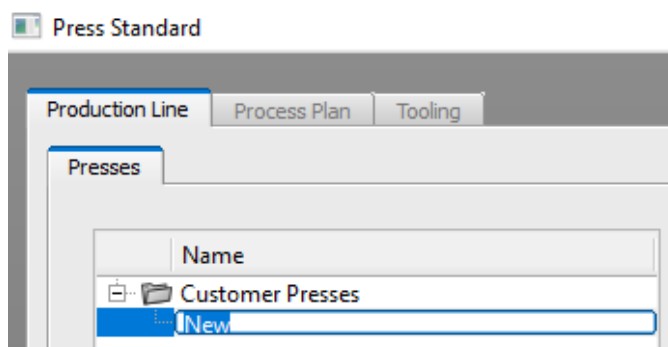 Press Standard
Production Line Process Plan Tooling
Presses
Name
Customer Presses
New